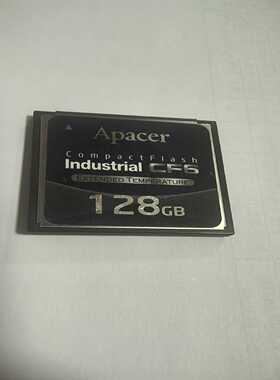 Apacer
CompactFlash
Industrial CF6
EXTENDED TEMPERATURE
128GB